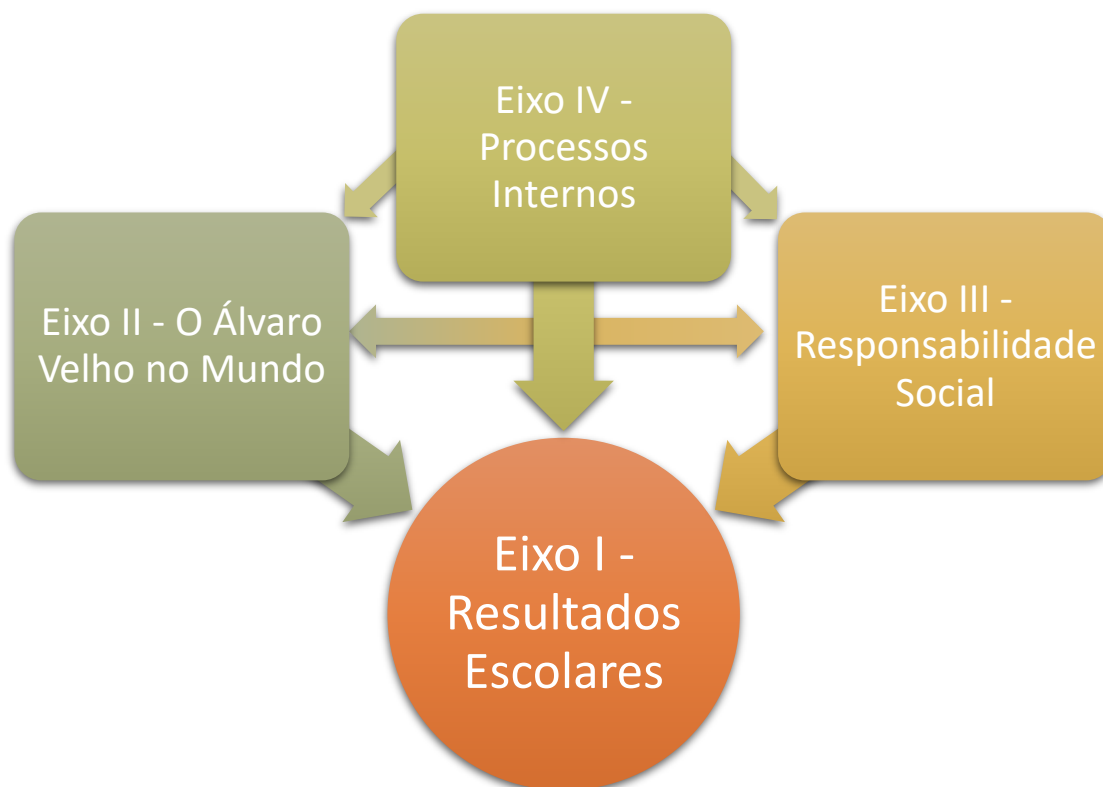 Eixo IV -
Processos
Internos
Eixo II - O Álvaro
Velho no Mundo
Eixo III -
Responsabilidade
Social
Eixo I -
Resultados
Escolares